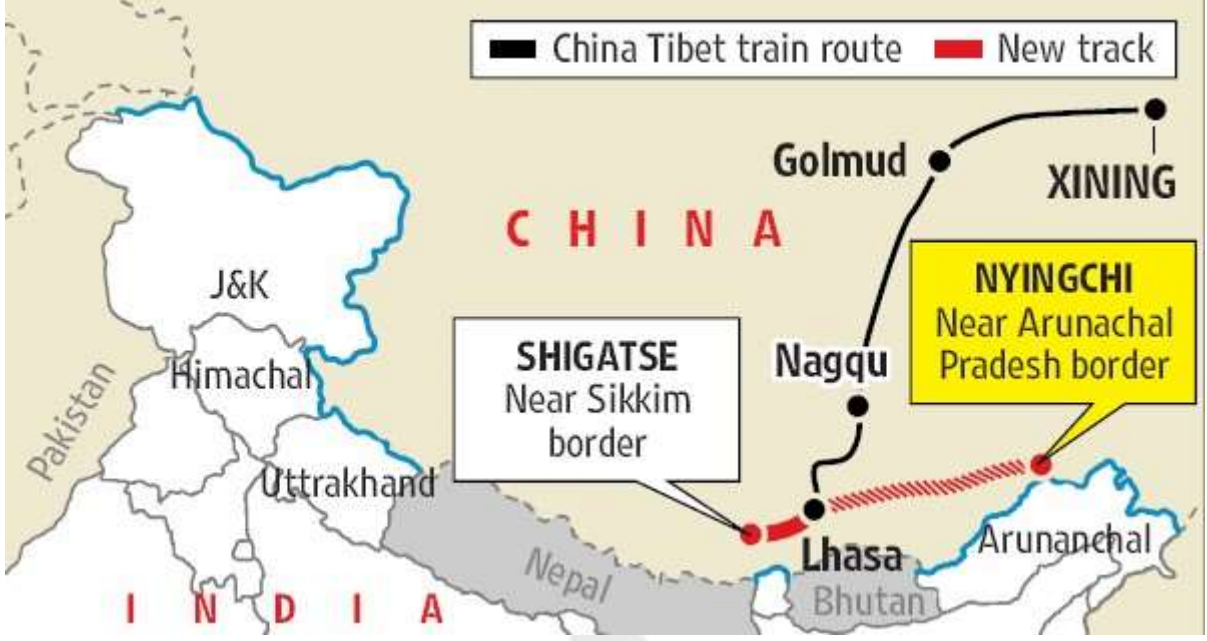 China Tibet train route
New track
Golmud
XINING
C H I N A
NYINGCHI
Near Arunachal
Pradesh border
J&K
SHIGATSE
Near Sikkim
border
Nagqu
Himachal
Pakistan
Uttrakhand
Lhasa
Arunanchal
Nepal
Bhutan
I N D I A